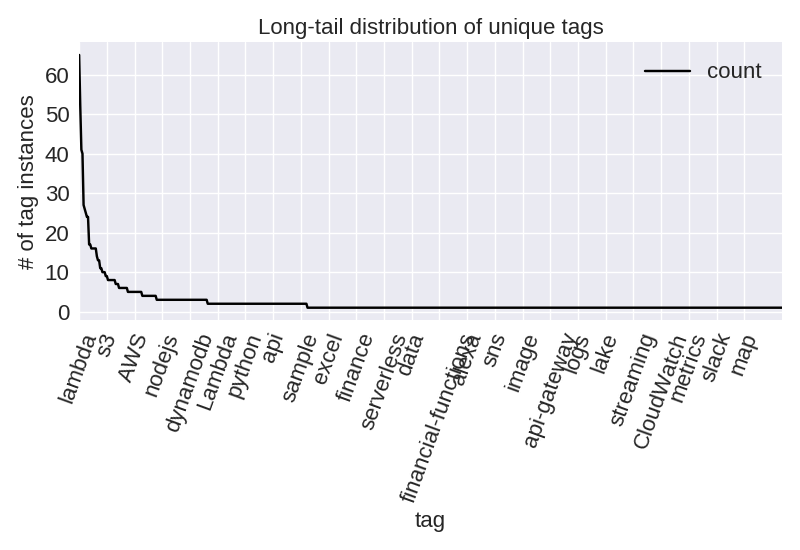 Long-tail distribution of unique tags
count
# of tag instances
60
50
40
30
20
10
0
lambda
s3
AWS
nodejs
dynamodb
Lambda
python
api
sample
excel
finance
serverless
data
financial-functions
alexa
sns
image
api-gateway
logs
lake
streaming
CloudWatch
metrics
slack
map
tag